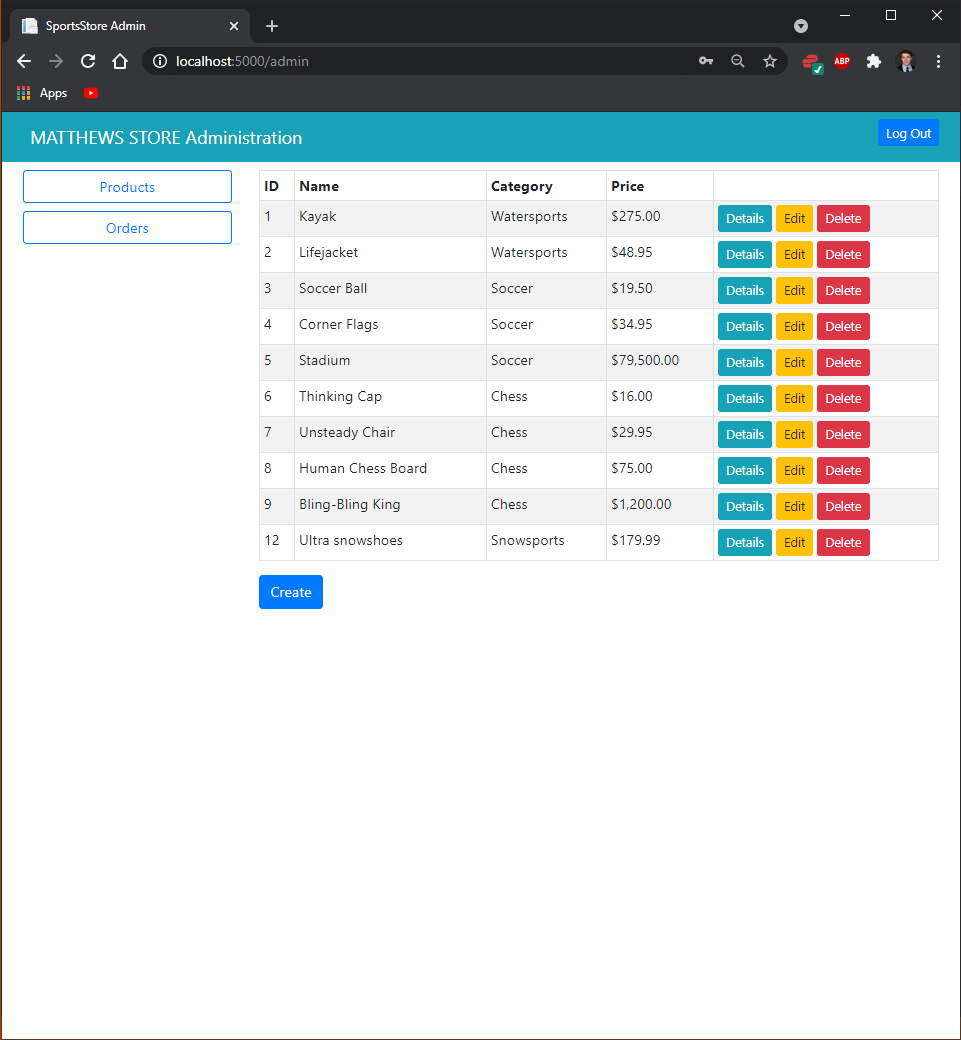 SportsStore Admin
localhost:5000/admin
ABP
Apps
MATTHEWS STORE Administration
Log Out
Products
Orders
ID Name Category Price
1 Kayak Watersports $275.00 Details Edit Delete
2 Lifejacket Watersports $48.95 Details Edit Delete
3 Soccer Ball Soccer $19.50 Details Edit Delete
4 Corner Flags Soccer $34.95 Details Edit Delete
5 Stadium Soccer $79,500.00 Details Edit Delete
6 Thinking Cap Chess $16.00 Details Edit Delete
7 Unsteady Chair Chess $29.95 Details Edit Delete
8 Human Chess Board Chess $75.00 Details Edit Delete
9 Bling-Bling King Chess $1,200.00 Details Edit Delete
12 Ultra snowshoes Snowsports $179.99 Details Edit Delete
Create